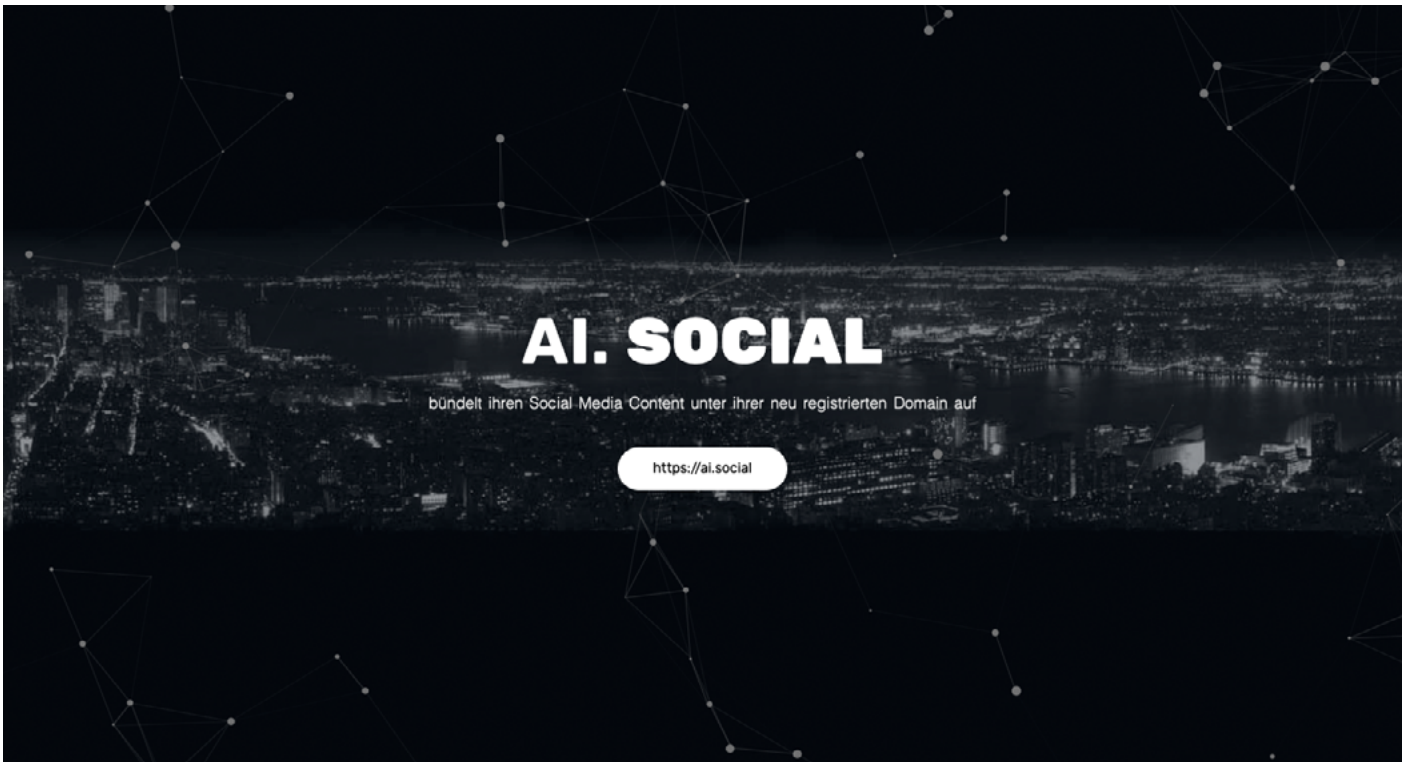 AI. SOCIAL
bündelt ihren Social Media Content unter ihrer neu registrierten Domain auf
https://ai.social